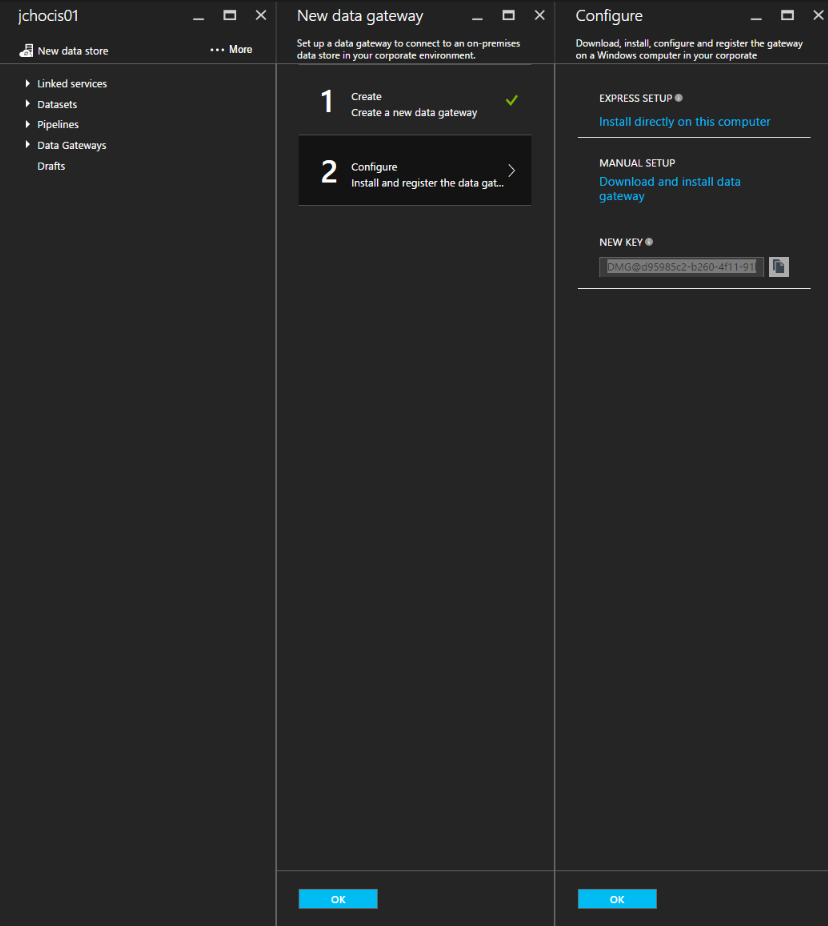 jchocis01
New data store
More
Linked services
Datasets
Pipelines
Data Gateways
Drafts
New data gateway
Set up a data gateway to connect to an on-premises
data store in your corporate environment.
1
Create
Create a new data gateway
2
Configure
Install and register the data gat...
OK
Configure
Download, install, configure and register the gateway
on a Windows computer in your corporate
EXPRESS SETUP
Install directly on this computer
MANUAL SETUP
Download and install data
gateway
NEW KEY
DMG@d95985c2-b260-4f11-91
OK